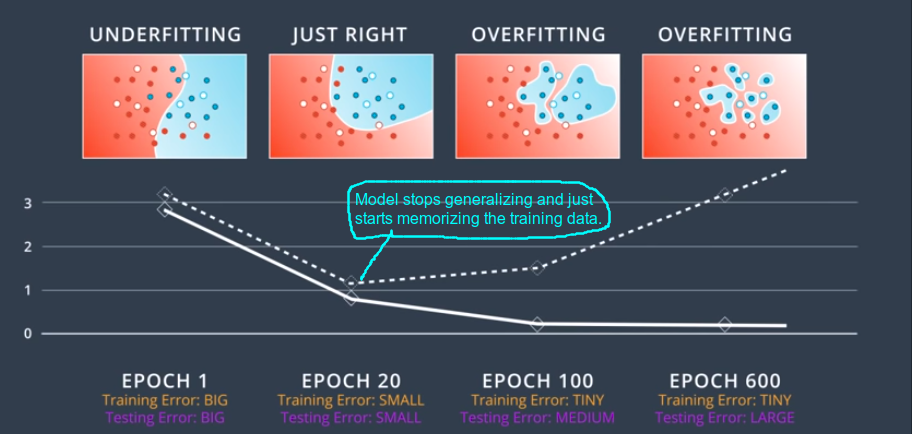 UNDERFITTING
JUST RIGHT
OVERFITTING
OVERFITTING
Model stops generalizing and just
starts memorizing the training data.
3
2
1
0
EPOCH 1
Training Error: BIG
Testing Error: BIG
EPOCH 20
Training Error: SMALL
Testing Error: SMALL
EPOCH 100
Training Error: TINY
Testing Error: MEDIUM
EPOCH 600
Training Error: TINY
Testing Error: LARGE